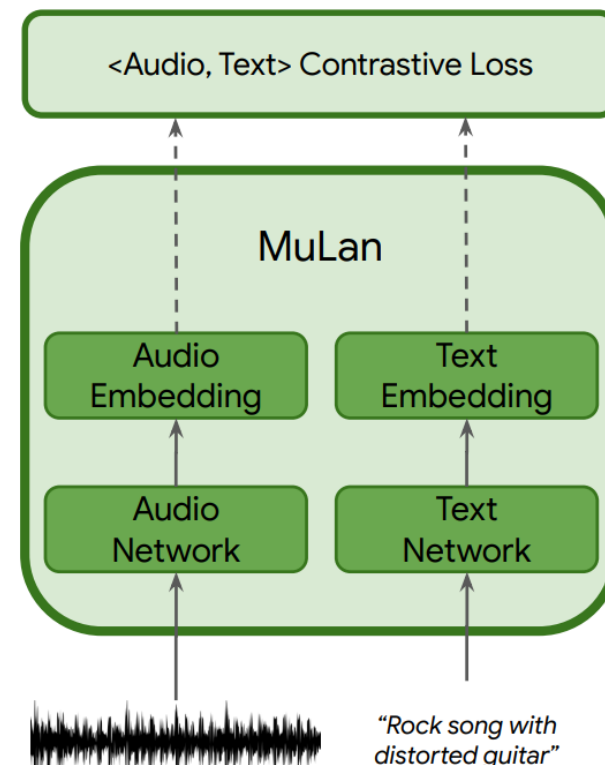 <Audio, Text> Contrastive Loss
MuLan
Audio
Embedding
Text
Embedding
Audio
Network
Text
Network
“Rock song with
distorted guitar”